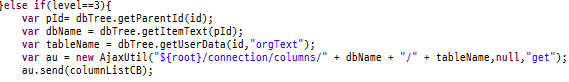 }else if(level==3){
    var pId= dbTree.getParentId(id);
    var dbName = dbTree.getItemText(pId);
    var tableName = dbTree.getUserData(id,"orgText");
    var au = new AjaxUtil("${root}/connection/columns/" + dbName + "/" + tableName,null,"get");
    au.send(columnListCB);